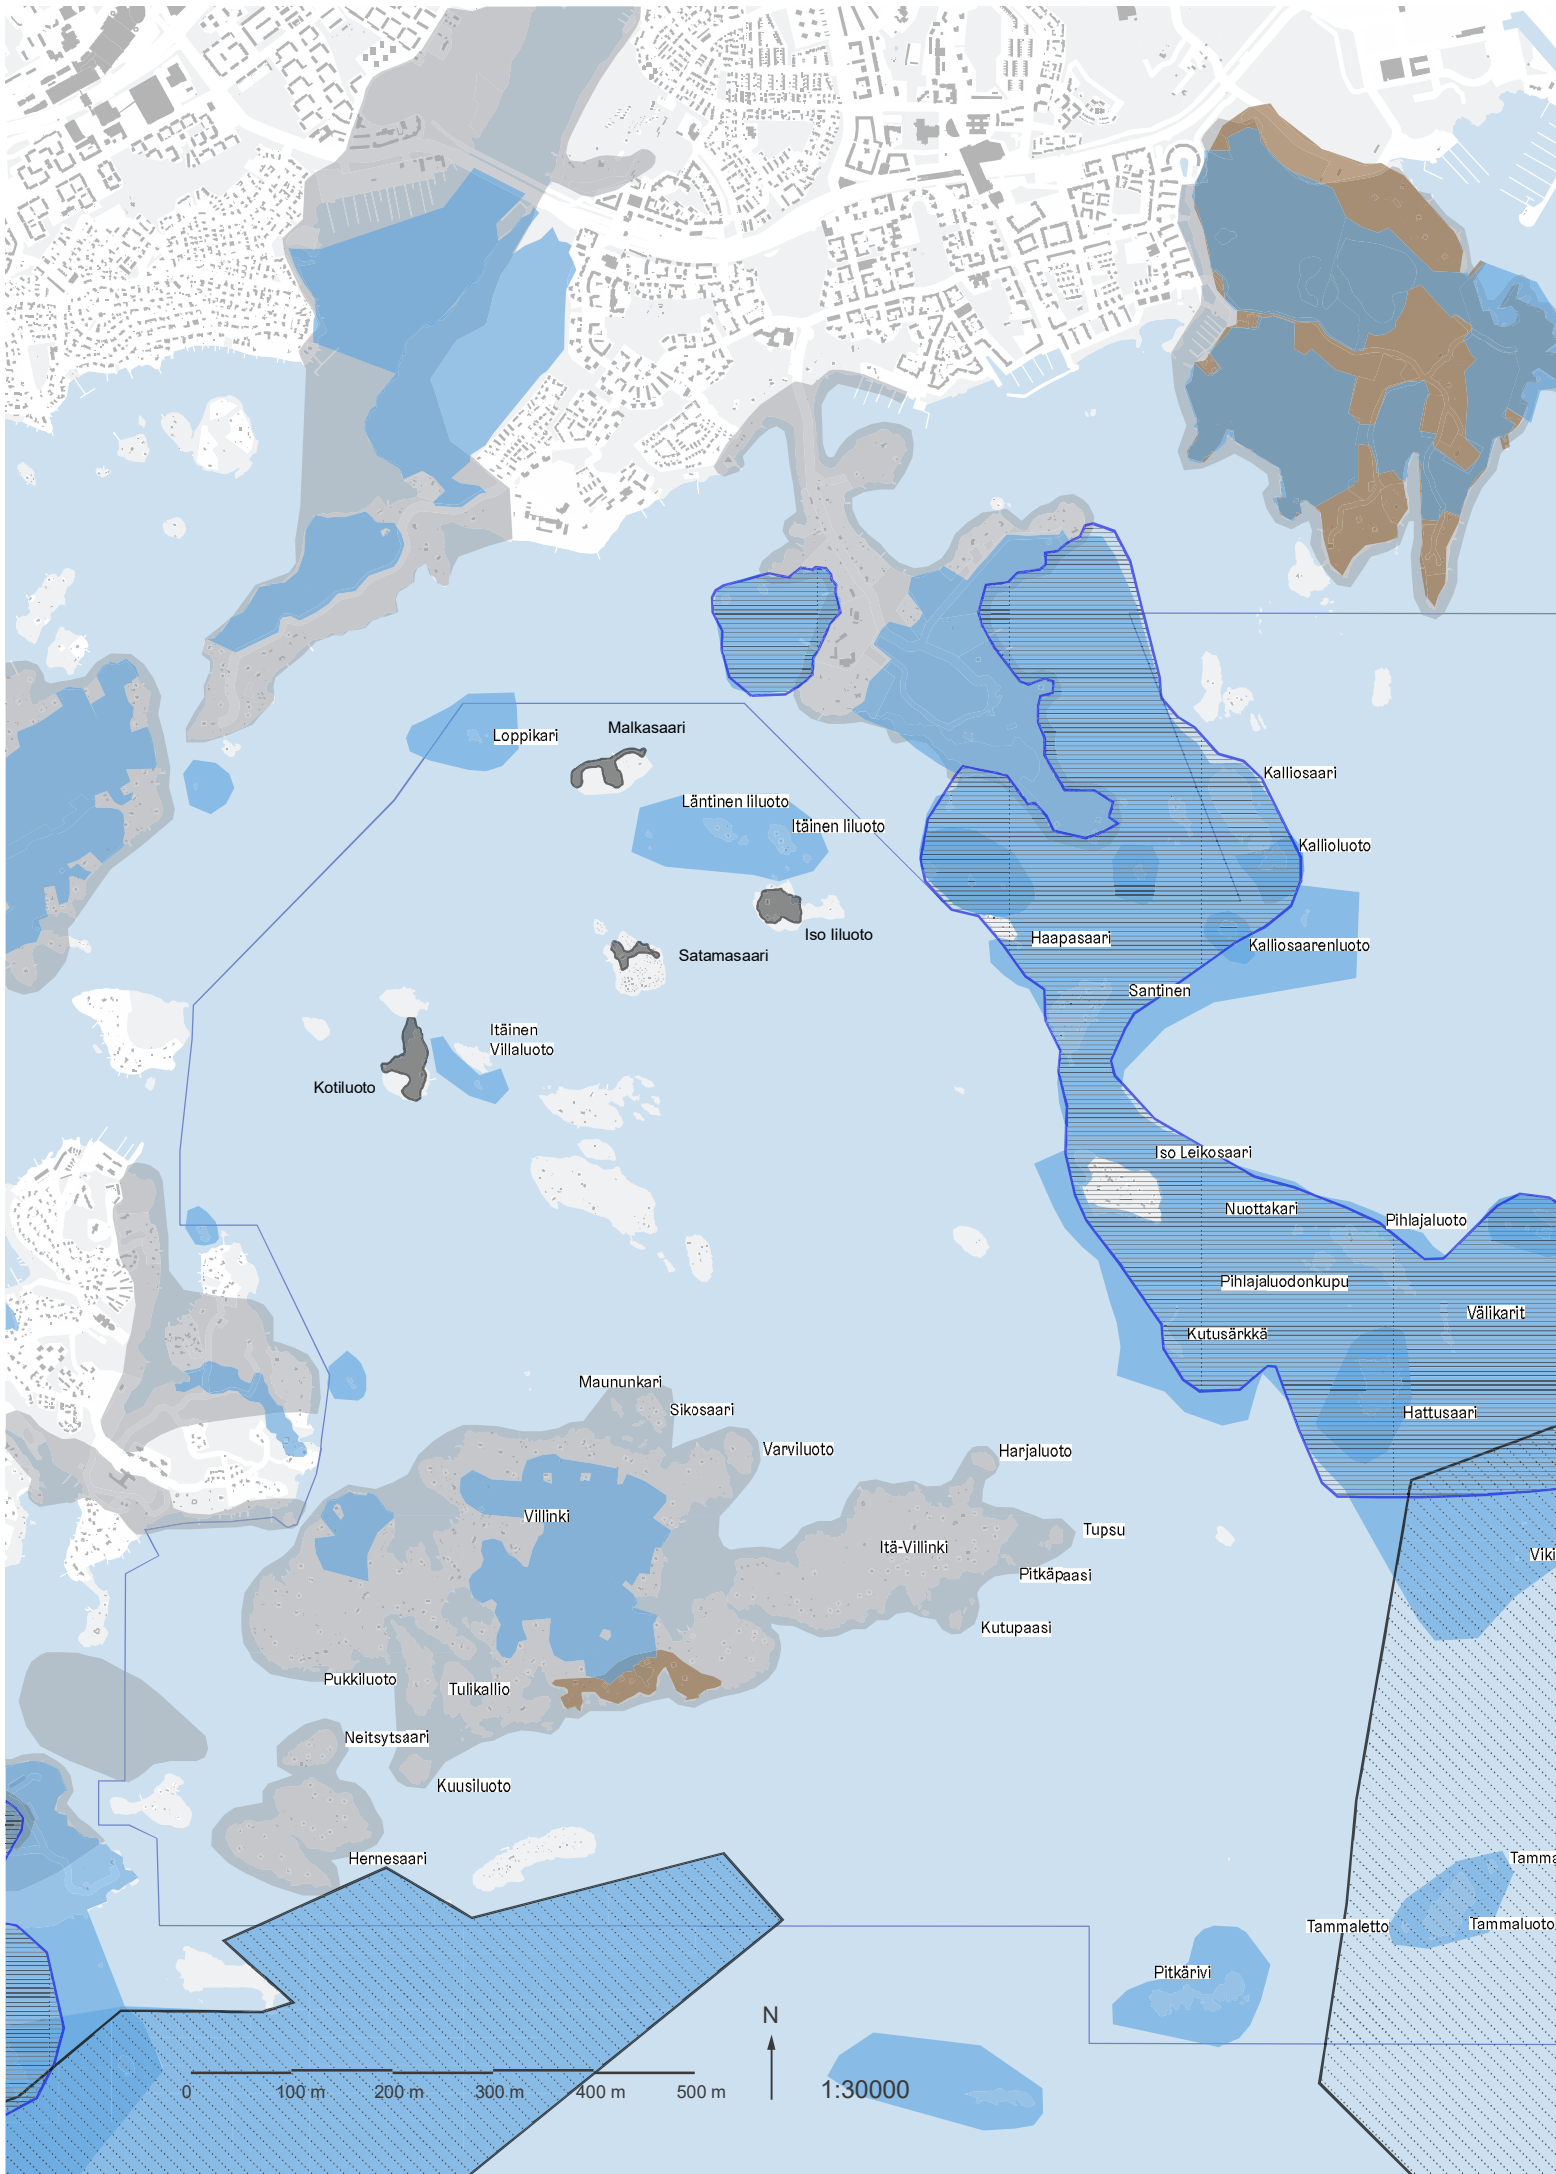 Malkasaari
Loppikari
Kalliosaari
Läntinen Iiluoto
Itäinen Iiluoto
Kallioluoto
Iso Iiluoto
Haapasaari
Kalliosaarenluoto
Satamasaari
Santinen
Itäinen
Villaluoto
Kotiluoto
Iso Leikosaari
Nuottakari
Pihlajaluoto
Pihlajaluodonkupu
Välikarit
Kutusärkkä
Maununkari
Sikosaari
Hattusaari
Varviluoto
Harjaluoto
Villinki
Tupsu
Itä-Villinki
Viki
Pitkäpaasi
Kutupaasi
Pukkiluoto
Tulikallio
Neitsytsaari
Kuusiluoto
Hernesaari
Tamma
Tammaletto
Tammaluoto
Pitkärivi
N
0 100 m 200 m 300 m 400 m 500 m
1:30000